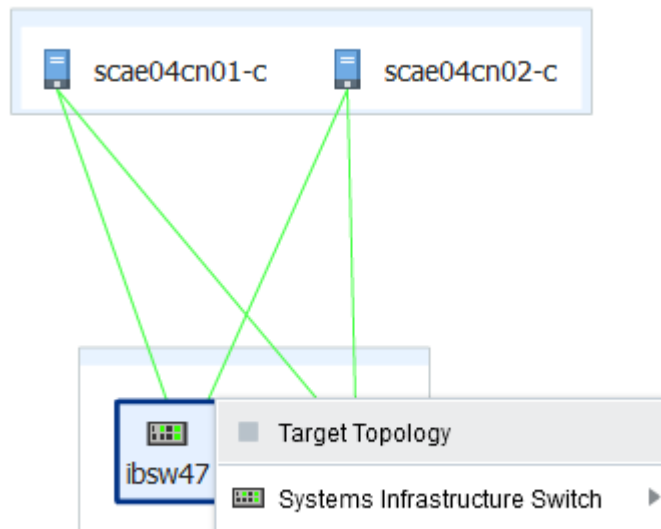 scae04cn01-c scae04cn02-c
ibsw47
Target Topology
Systems Infrastructure Switch